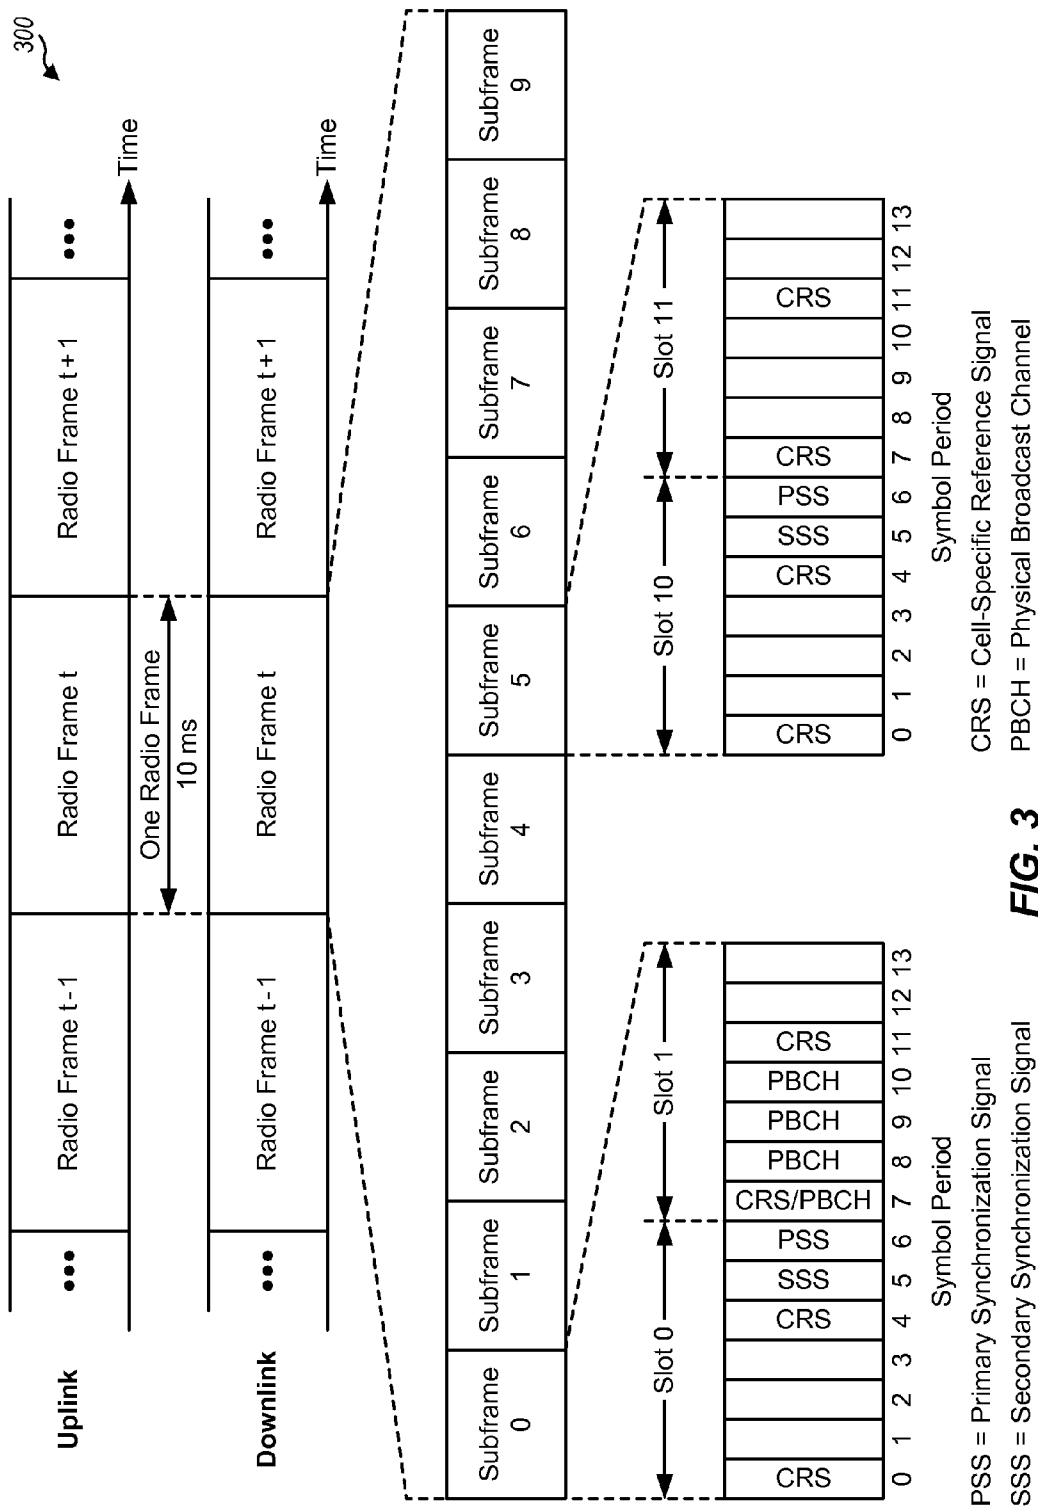 300
Uplink
••• Radio Frame t-1 Radio Frame t Radio Frame t+1 •••
Time
One Radio Frame
10 ms
Downlink
••• Radio Frame t-1 Radio Frame t Radio Frame t+1 •••
Time
Subframe 0 Subframe 1 Subframe 2 Subframe 3 Subframe 4 Subframe 5 Subframe 6 Subframe 7 Subframe 8 Subframe 9
Slot 0 Slot 1
CRS CRS SSS PSS CRS/PBCH PBCH PBCH PBCH CRS
0 1 2 3 4 5 6 7 8 9 10 11 12 13
Symbol Period
Slot 10 Slot 11
CRS CRS SSS PSS CRS CRS
0 1 2 3 4 5 6 7 8 9 10 11 12 13
Symbol Period
PSS = Primary Synchronization Signal
SSS = Secondary Synchronization Signal
CRS = Cell-Specific Reference Signal
PBCH = Physical Broadcast Channel
FIG. 3